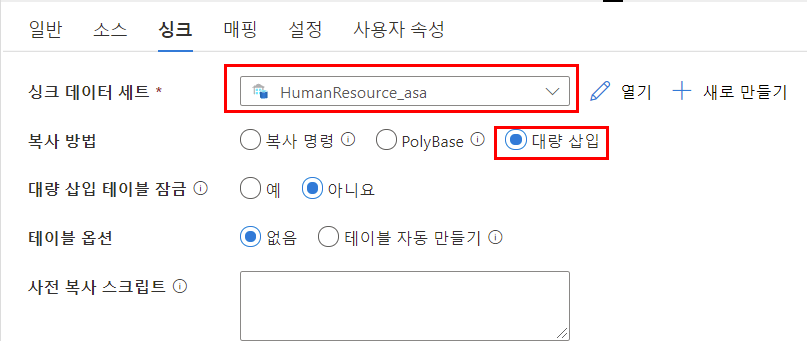 일반 소스 싱크 매핑 설정 사용자 속성
싱크 데이터 세트 * HumanResource_asa 열기 새로 만들기
복사 방법 복사 명령 PolyBase 대량 삽입
대량 삽입 테이블 잠금 예 아니요
테이블 옵션 없음 테이블 자동 만들기
사전 복사 스크립트